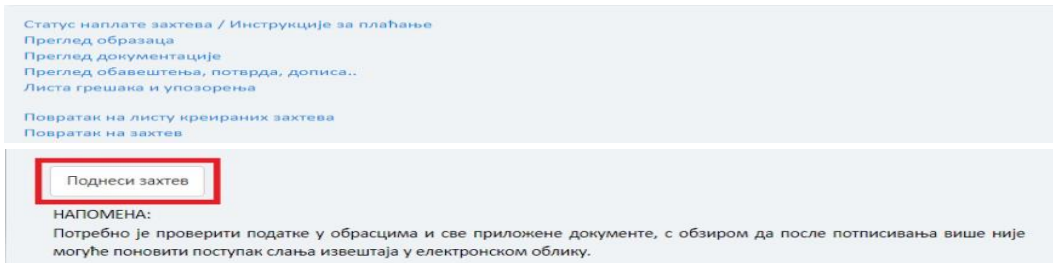 Статус наплате захтева / Инструкције за плаћање
Преглед образаца
Преглед документације
Преглед обавештења, потврда, дописа..
Листа грешака и упозорења
Повратак на листу креираних захтева
Повратак на захтев
Поднеси захтев
НАПОМЕНА:
Потребно је проверити податке у обрасцима и све приложене документе, с обзиром да после потписивања више није
могуће поновити поступак слања извештаја у електронском облику.